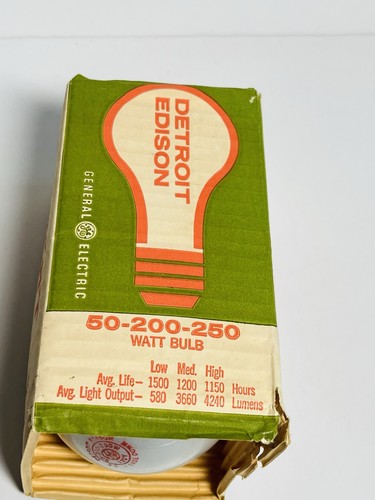 DETROIT
EDISON
GENERAL GE ELECTRIC
50-200-250
WATT BULB
Low Med. High
Avg. Life— 1500 1200 1150 Hours
Avg. Light Output— 580 3660 4240 Lumens